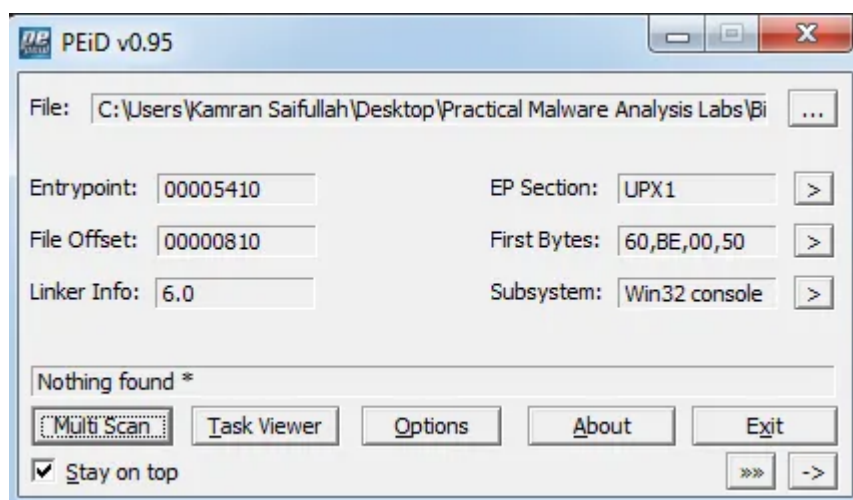 PEiD v0.95
File: C:\Users\Kamran Saifullah\Desktop\Practical Malware Analysis Labs\Bi ...
Entrypoint: 00005410 EP Section: UPX1 >
File Offset: 00000810 First Bytes: 60,BE,00,50 >
Linker Info: 6.0 Subsystem: Win32 console >
Nothing found *
Multi Scan Task Viewer Options About Exit
Stay on top »» ->